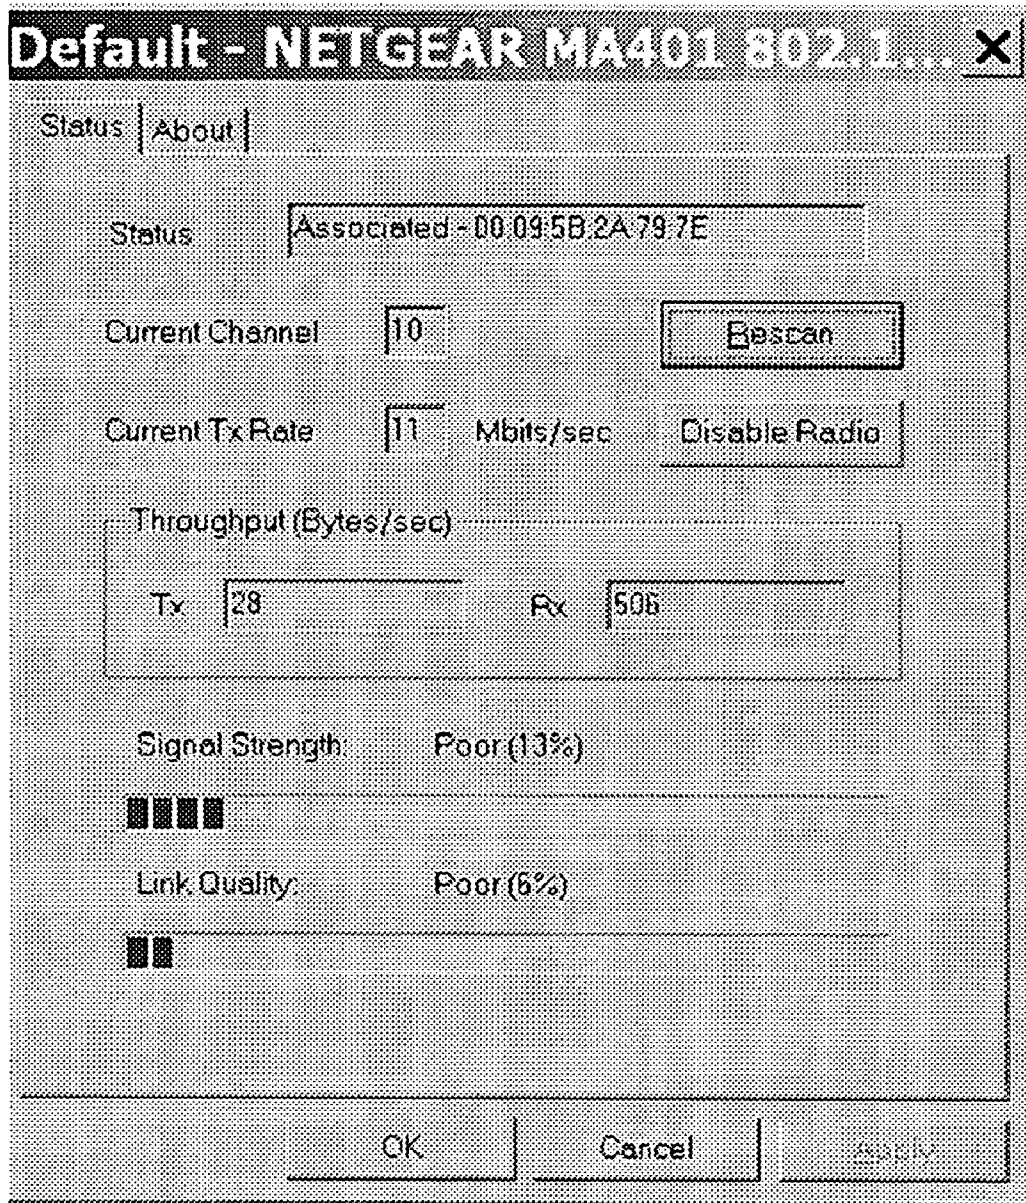 Default - NETGEAR MA401 802.1...
Status About
Status Associated - 00:09:5B:2A:79:7E
Current Channel 10 Rescan
Current Tx Rate 11 Mbits/sec Disable Radio
Throughput (Bytes/sec)
Tx 28 Rx 506
Signal Strength: Poor (13%)
Link Quality: Poor (6%)
OK Cancel Apply